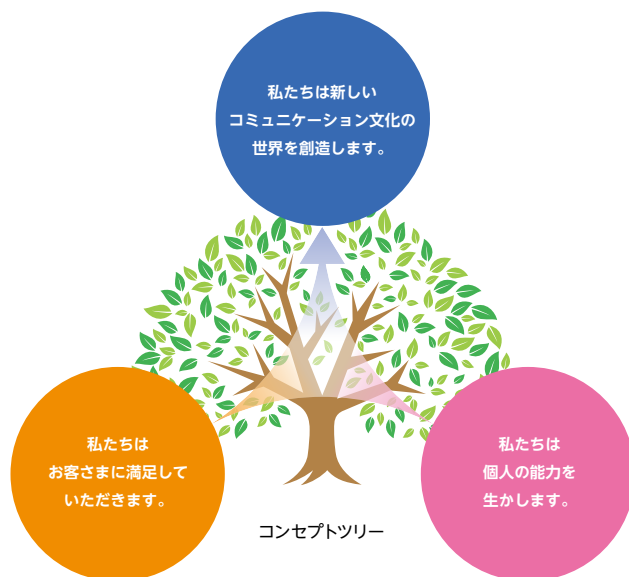 私たちは新しい
コミュニケーション文化の
世界を創造します。
私たちは
お客さまに満足して
いただきます。
私たちは
個人の能力を
生かします。
コンセプトツリー